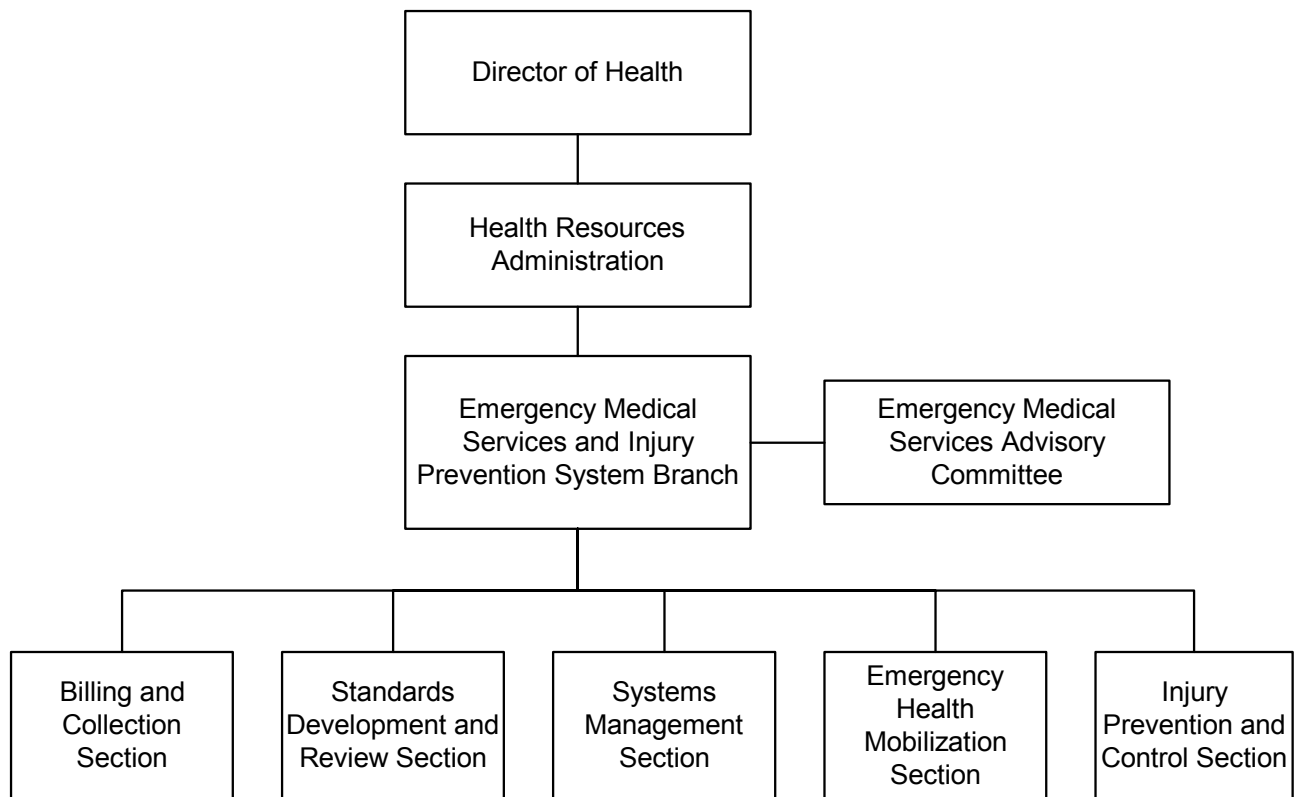 Director of Health
Health Resources
Administration
Emergency Medical
Services and Injury
Prevention System Branch
Emergency Medical
Services Advisory
Committee
Billing and
Collection
Section
Standards
Development and
Review Section
Systems
Management
Section
Emergency
Health
Mobilization
Section
Injury
Prevention and
Control Section